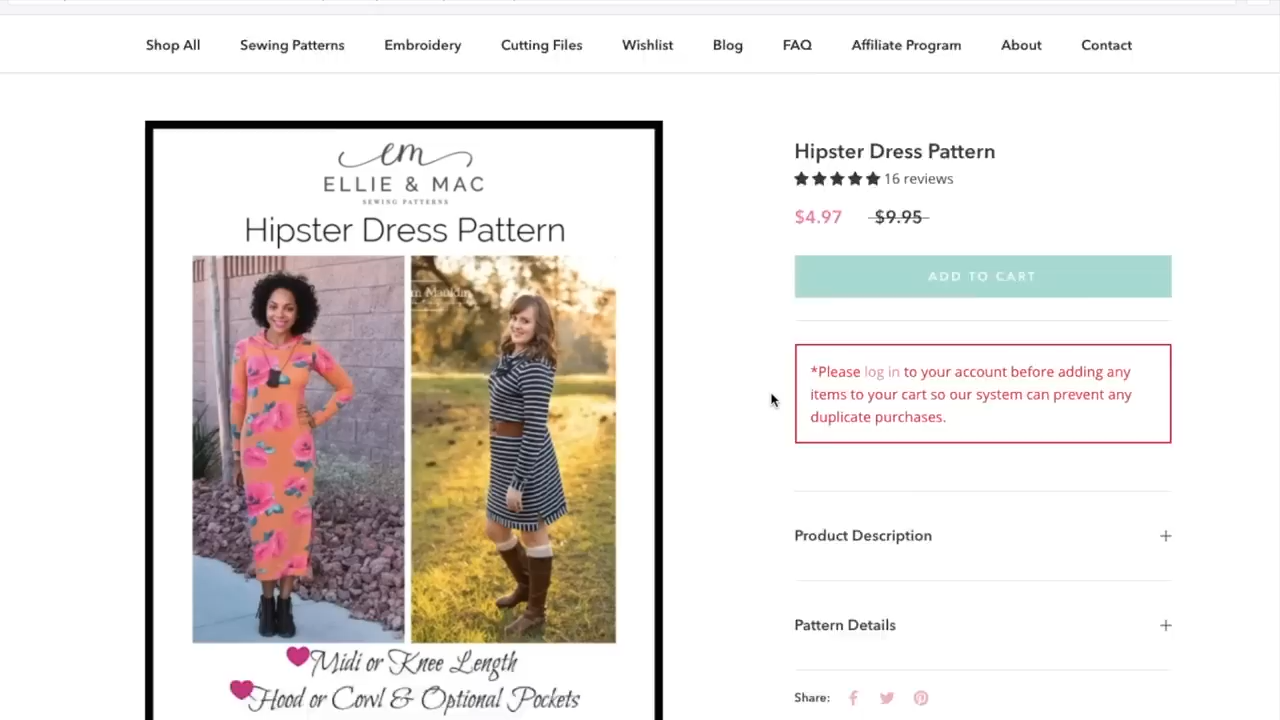 Shop All Sewing Patterns Embroidery Cutting Files Wishlist Blog FAQ Affiliate Program About Contact
em
ELLIE & MAC
SEWING PATTERNS
Hipster Dress Pattern
Midi or Knee Length
Hood or Cowl & Optional Pockets
Hipster Dress Pattern
16 reviews
$4.97 $9.95
ADD TO CART
*Please log in to your account before adding any
items to your cart so our system can prevent any
duplicate purchases.
Product Description +
Pattern Details +
Share: